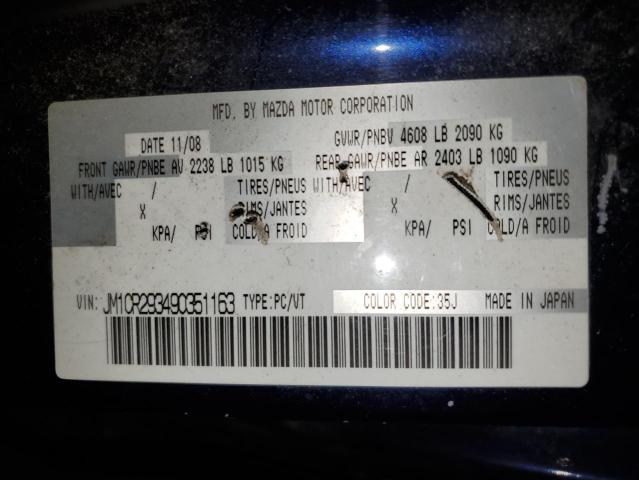 MFD. BY MAZDA MOTOR CORPORATION
DATE 11/08 GVWR/PNBV 4608 LB 2090 KG
FRONT GAWR/PNBE AV 2238 LB 1015 KG REAR GAWR/PNBE AR 2403 LB 1090 KG
WITH/AVEC / TIRES/PNEUS WITH/AVEC / TIRES/PNEUS
X RIMS/JANTES X RIMS/JANTES
KPA/ PSI COLD/A FROID KPA/ PSI COLD/A FROID
VIN: JM1CR293490351163 TYPE:PC/VT COLOR CODE:35J MADE IN JAPAN